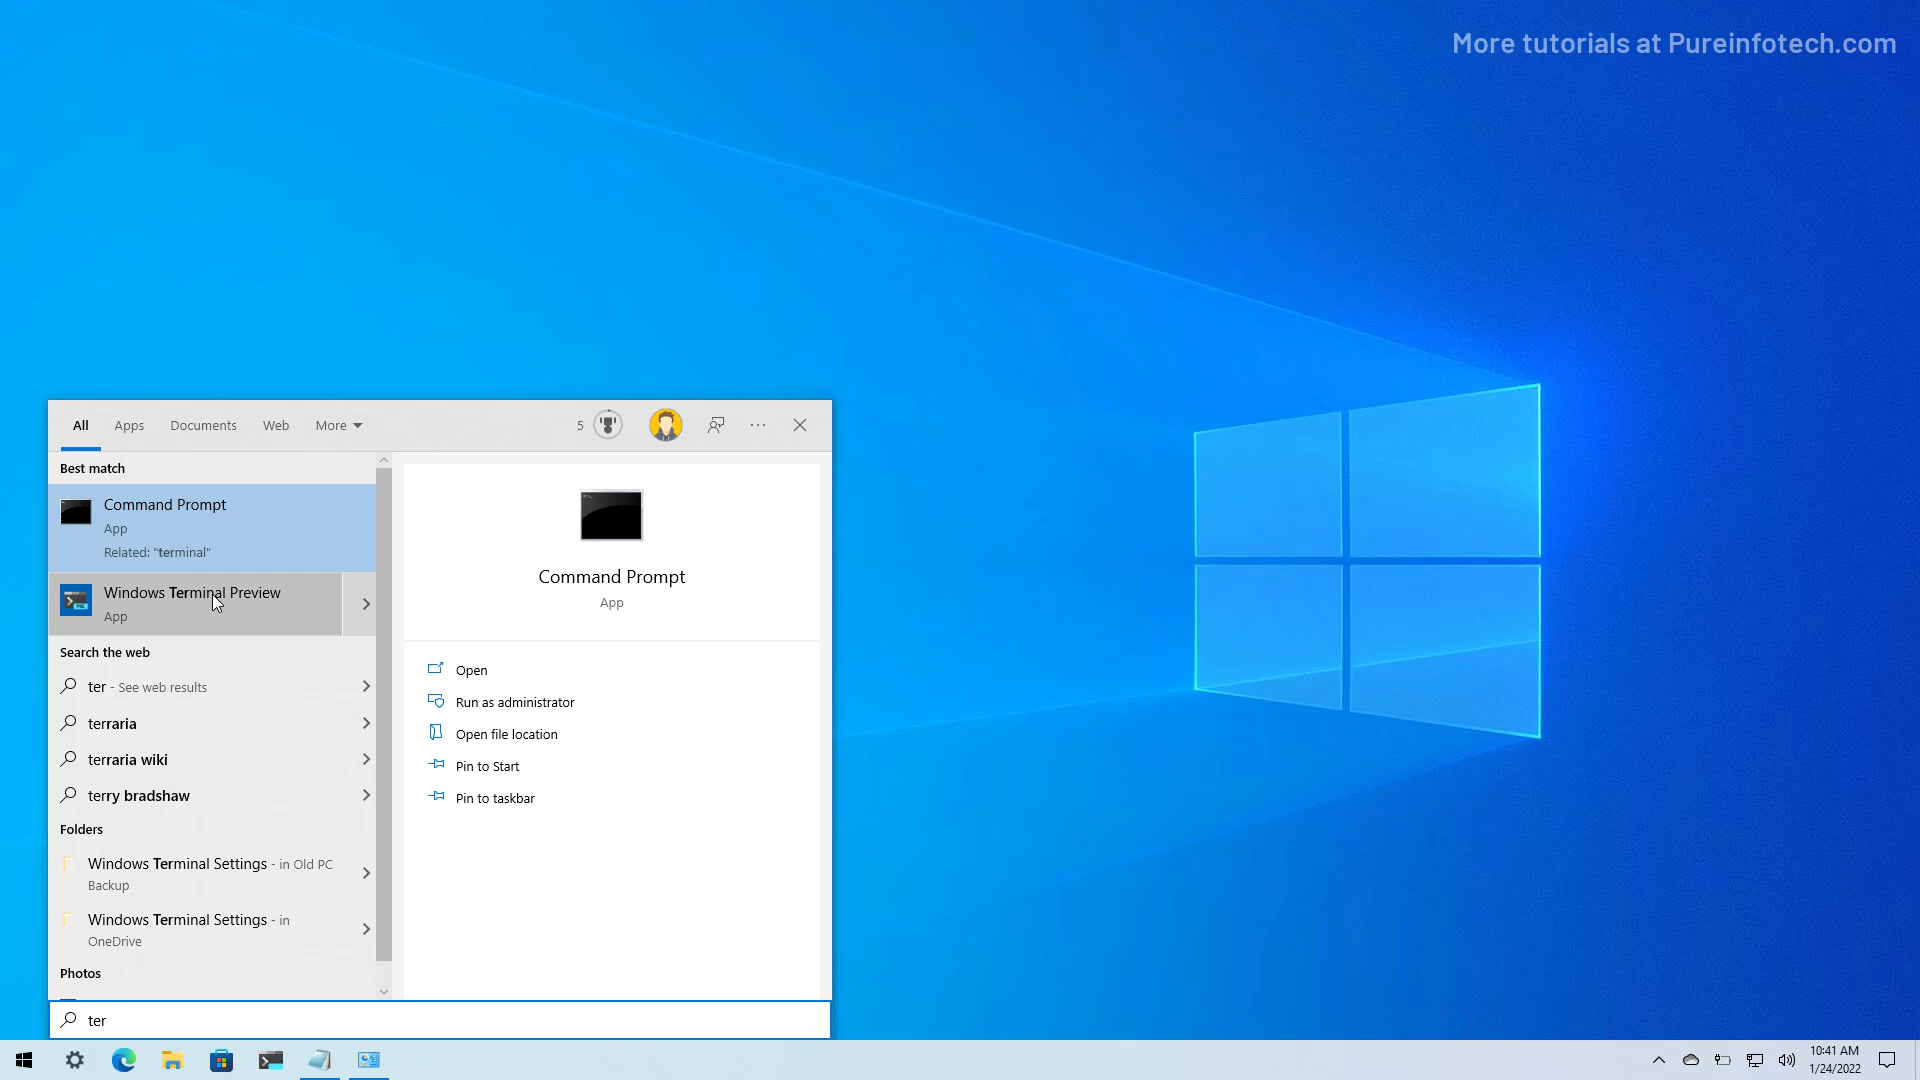 More tutorials at Pureinfotech.com
All Apps Documents Web More 5 ...
Best match
Command Prompt
App
Related: "terminal"
Windows Terminal Preview
App
Search the web
ter - See web results
terraria
terraria wiki
terry bradshaw
Folders
Windows Terminal Settings - in Old PC
Backup
Windows Terminal Settings - in
OneDrive
Photos
Command Prompt
App
Open
Run as administrator
Open file location
Pin to Start
Pin to taskbar
ter
10:41 AM
1/24/2022